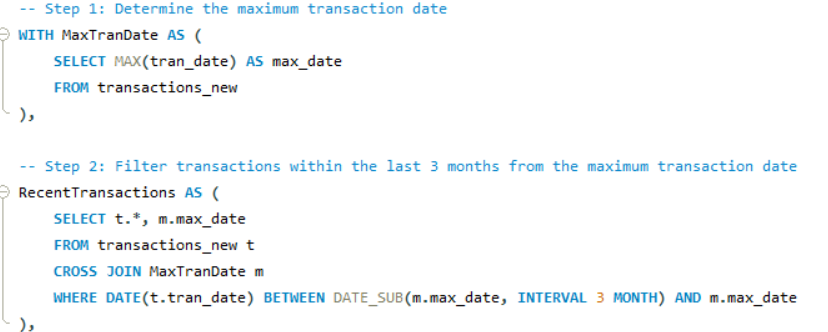 -- Step 1: Determine the maximum transaction date
WITH MaxTranDate AS (
SELECT MAX(tran_date) AS max_date
FROM transactions_new
),
-- Step 2: Filter transactions within the last 3 months from the maximum transaction date
RecentTransactions AS (
SELECT t.*, m.max_date
FROM transactions_new t
CROSS JOIN MaxTranDate m
WHERE DATE(t.tran_date) BETWEEN DATE_SUB(m.max_date, INTERVAL 3 MONTH) AND m.max_date
),